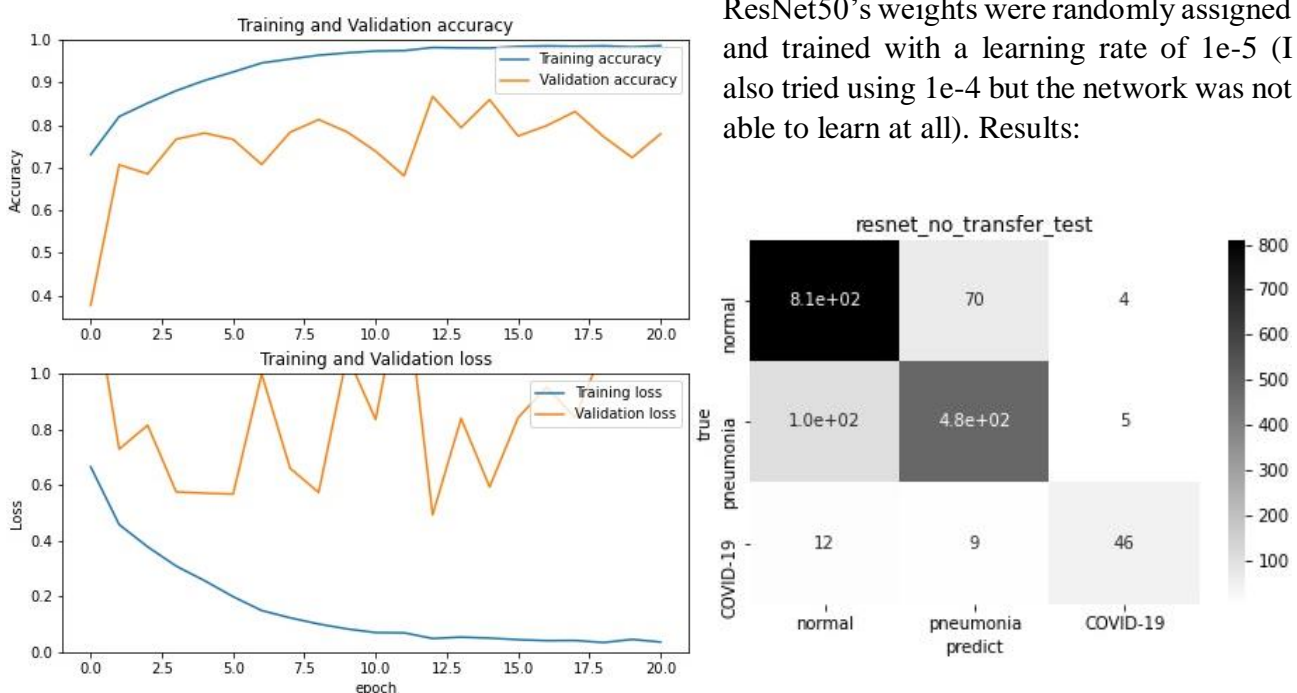 Training and Validation accuracy
1.0
0.9
0.8
0.7
0.6
0.5
0.4
Accuracy
Training accuracy
Validation accuracy
0.0 2.5 5.0 7.5 10.0 12.5 15.0 17.5 20.0
Training and Validation loss
1.0
0.8
0.6
0.4
0.2
0.0
Loss
Training loss
Validation loss
0.0 2.5 5.0 7.5 10.0 12.5 15.0 17.5 20.0
epoch
ResNet50's weights were randomly assigned
and trained with a learning rate of 1e-5 (I
also tried using 1e-4 but the network was not
able to learn at all). Results:
resnet_no_transfer_test
true
normal
8.1e+02 70 4
pneumonia
1.0e+02 4.8e+02 5
COVID-19
12 9 46
normal pneumonia COVID-19
predict
800
700
600
500
400
300
200
100